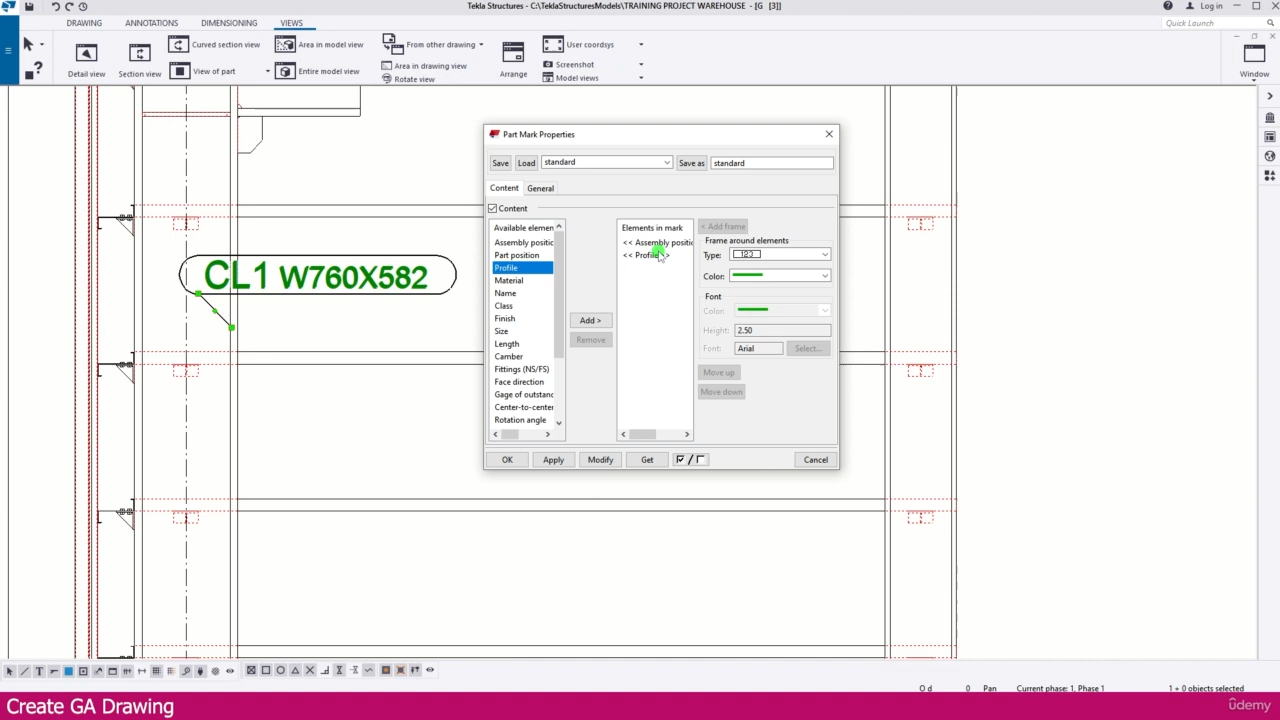 Tekla Structures - C:\TeklaStructuresModels\TRAINING PROJECT WAREHOUSE - [G [3]]
Log in
DRAWING ANNOTATIONS DIMENSIONING VIEWS
Quick Launch
Curved section view Area in model view From other drawing User coordsys
Area in drawing view Screenshot
Detail view Section view View of part Entire model view Rotate view Arrange Model views Window
CL1 W760X582
Part Mark Properties
Save Load standard Save as standard
Content General
Content
Available elemen
Assembly positic
Part position
Profile
Material
Name
Class
Finish
Size
Length
Camber
Fittings (NS/FS)
Face direction
Gage of outstanc
Center-to-center
Rotation angle
Add >
Remove
Elements in mark
<< Assembly positic
<< Profile >>
< Add frame
Frame around elements
Type: 123
Color:
Font
Color:
Height: 2.50
Font: Arial Select...
Move up
Move down
OK Apply Modify Get / Cancel
O d 0 Pan Current phase: 1, Phase 1 1 + 0 objects selected
Create GA Drawing
ûdemy